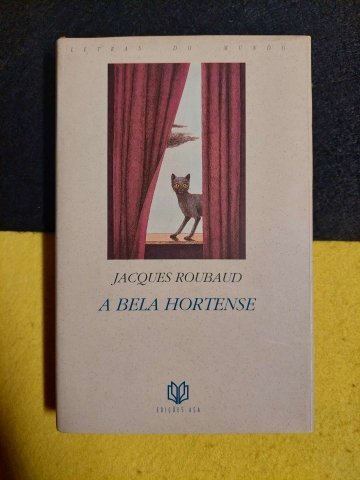 LETRAS DO MUNDO
JACQUES ROUBAUD
A BELA HORTENSE
EDIÇÕES ASA